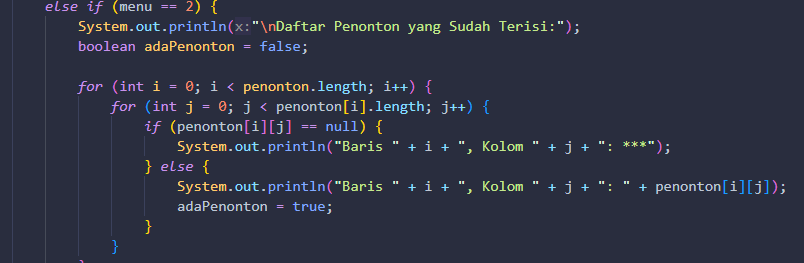 else if (menu == 2) {
System.out.println(x:"\nDaftar Penonton yang Sudah Terisi:");
boolean adaPenonton = false;
for (int i = 0; i < penonton.length; i++) {
for (int j = 0; j < penonton[i].length; j++) {
if (penonton[i][j] == null) {
System.out.println("Baris " + i + ", Kolom " + j + ": ***");
} else {
System.out.println("Baris " + i + ", Kolom " + j + ": " + penonton[i][j]);
adaPenonton = true;
}
}